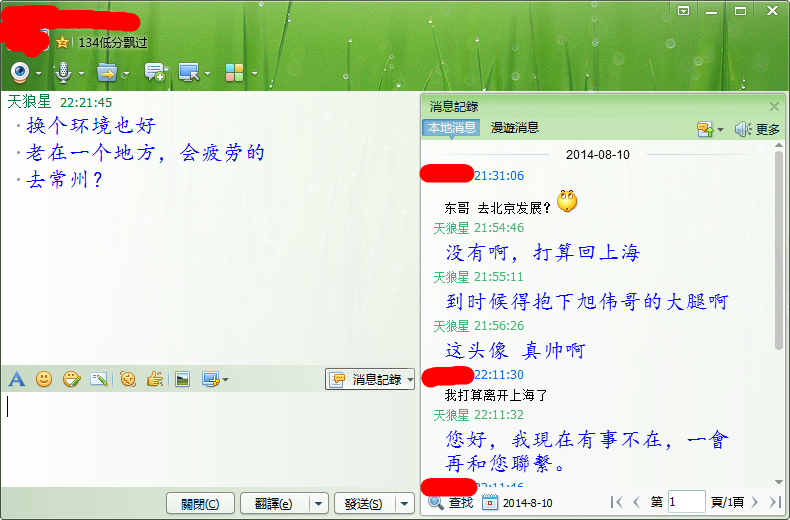 134低分飘过
天狼星 22:21:45
换个环境也好
老在一个地方，会疲劳的
去常州？
消息記錄
關閉(C)
翻譯(e)
發送(S)
消息記錄
本地消息
漫遊消息
更多
2014-08-10
21:31:06
东哥 去北京发展？
天狼星 21:54:46
没有啊，打算回上海
天狼星 21:55:11
到时候得抱下旭伟哥的大腿啊
天狼星 21:56:26
这头像 真帅啊
22:11:30
我打算离开上海了
天狼星 22:11:32
您好，我現在有事不在，一會
再和您聯繫。
22:11:46
查找
2014-8-10
第 1 頁/1頁